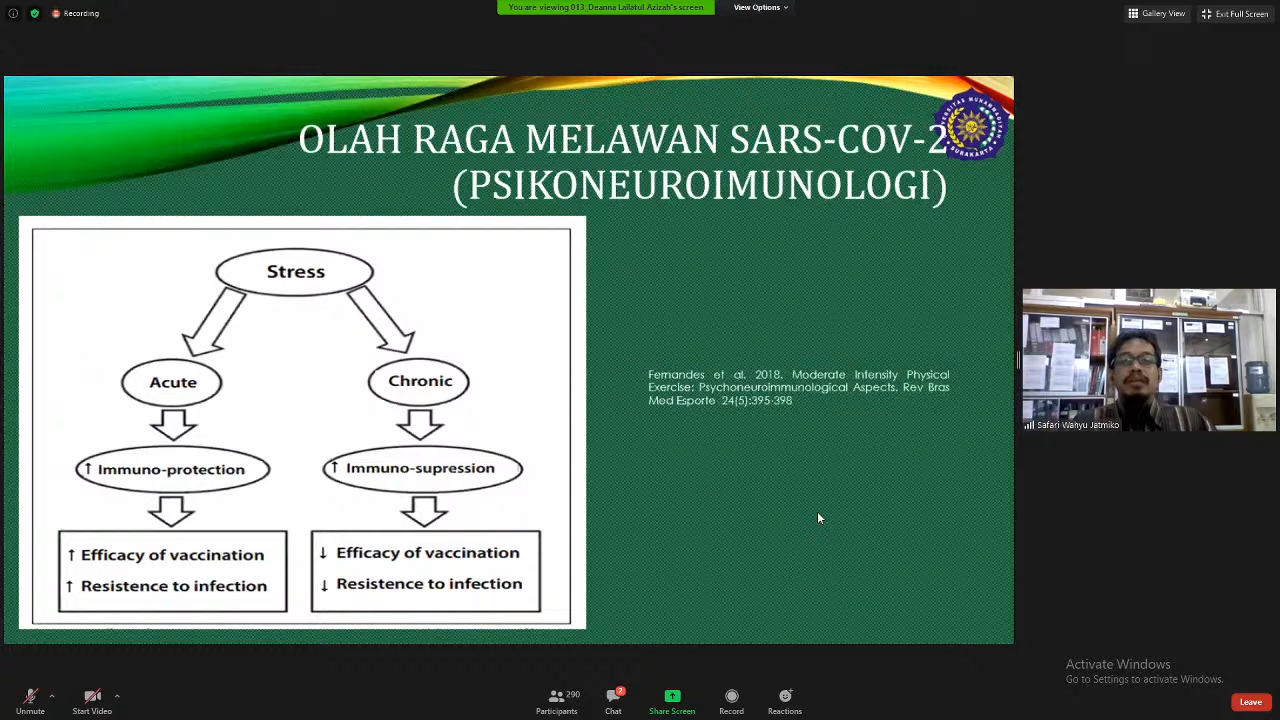 Recording
You are viewing 013_Deanna Lailatul Azizah's screen
View Options
Gallery View
Exit Full Screen
OLAH RAGA MELAWAN SARS-COV-2
(PSIKONEUROIMUNOLOGI)
UNIVERSITAS MUHAMMADIYAH
SURAKARTA
Stress
Acute
Chronic
↑ Immuno-protection
↑ Immuno-supression
↑ Efficacy of vaccination
↑ Resistence to infection
↓ Efficacy of vaccination
↓ Resistence to infection
Fernandes et al. 2018. Moderate Intensity Physical
Exercise: Psychoneuroimmunological Aspects. Rev Bras
Med Esporte 24(5):395-398
Safari Wahyu Jatmiko
Activate Windows
Go to Settings to activate Windows.
Unmute
Start Video
290
Participants
2
Chat
Share Screen
Record
Reactions
Leave